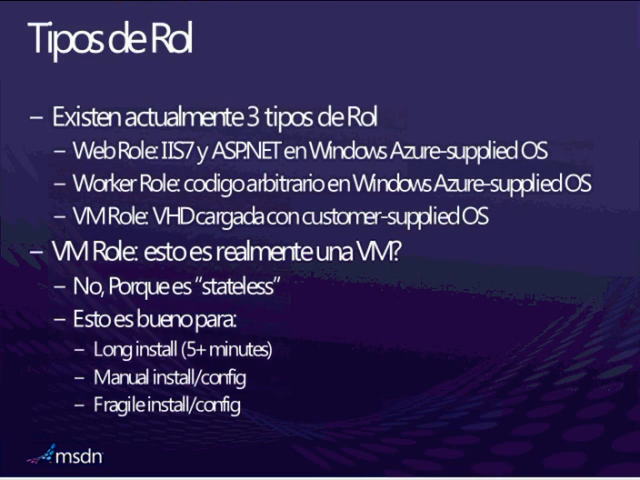 Tipos de Rol
– Existen actualmente 3 tipos de Rol
– Web Role: IIS7 y ASP.NET en Windows Azure-supplied OS
– Worker Role: codigo arbitrario en Windows Azure-supplied OS
– VM Role: VHD cargada con customer-supplied OS
– VM Role: esto es realmente una VM?
– No, Porque es "stateless"
– Esto es bueno para:
– Long install (5+ minutes)
– Manual install/config
– Fragile install/config
msdn